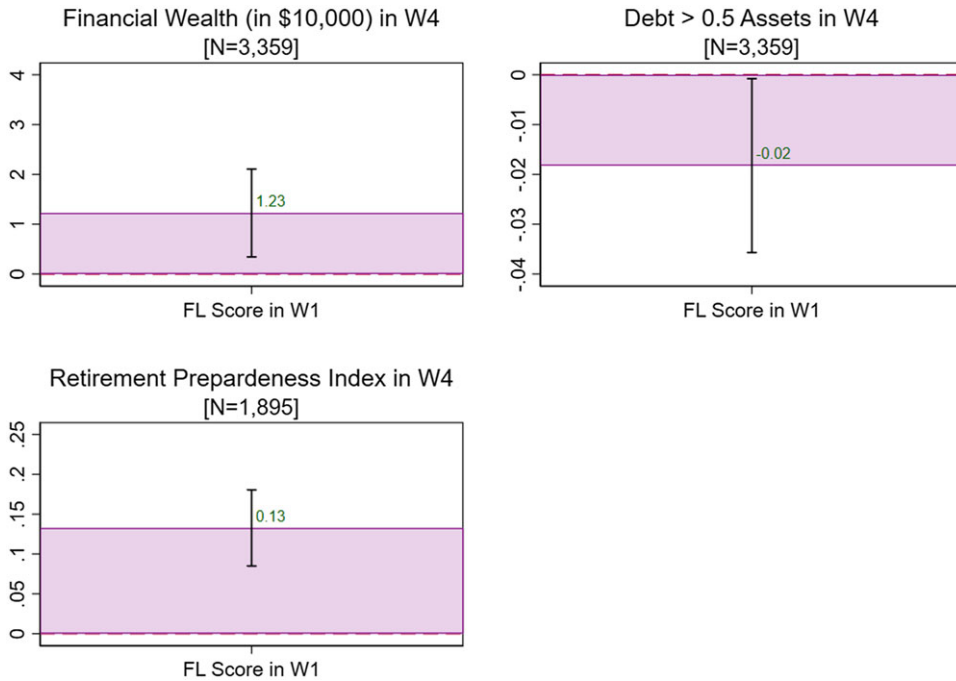 Financial Wealth (in $10,000) in W4
[N=3,359]
4
3
2
1
0
1.23
FL Score in W1
Debt > 0.5 Assets in W4
[N=3,359]
0
-.01
-.02
-.03
-.04
-0.02
FL Score in W1
Retirement Prepardeness Index in W4
[N=1,895]
.25
.2
.15
.1
.05
0
0.13
FL Score in W1